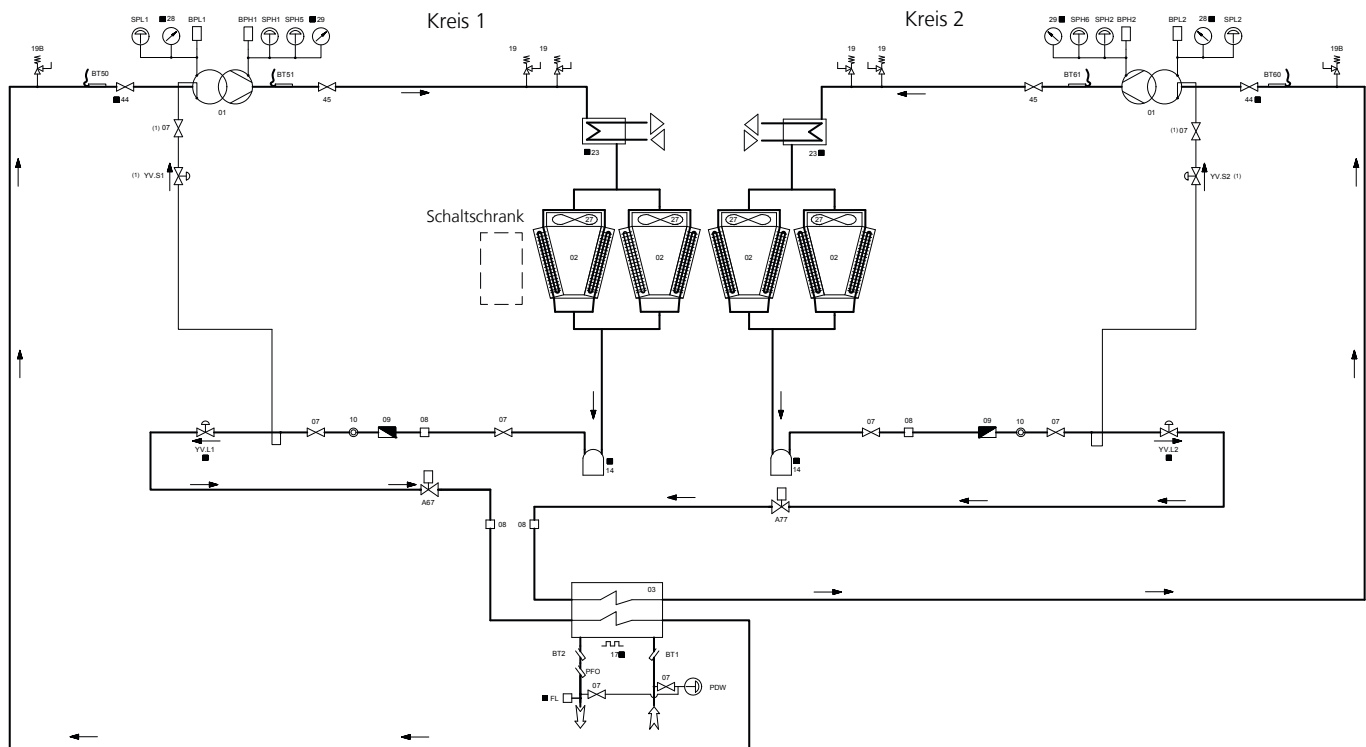 Kreis 1
Kreis 2
SPL1 28 BPL1 BPH1 SPH1 SPH5 29
29 SPH6 SPH2 BPH2 BPL2 28 SPL2
19B
19 19
19 19
19B
BT50
BT51
BT61
BT60
44
01
45
45
01
44
(1) 07
(1) 07
23
23
(1) YV.S1
YV.S2 (1)
Schaltschrank
27
27
27
27
02
02
02
02
07 10 09 08 07
07 08 09 10 07
YV.L1
YV.L2
14
14
A67
A77
08
08
03
BT2
17
BT1
PFO
07
07
PDW
FL